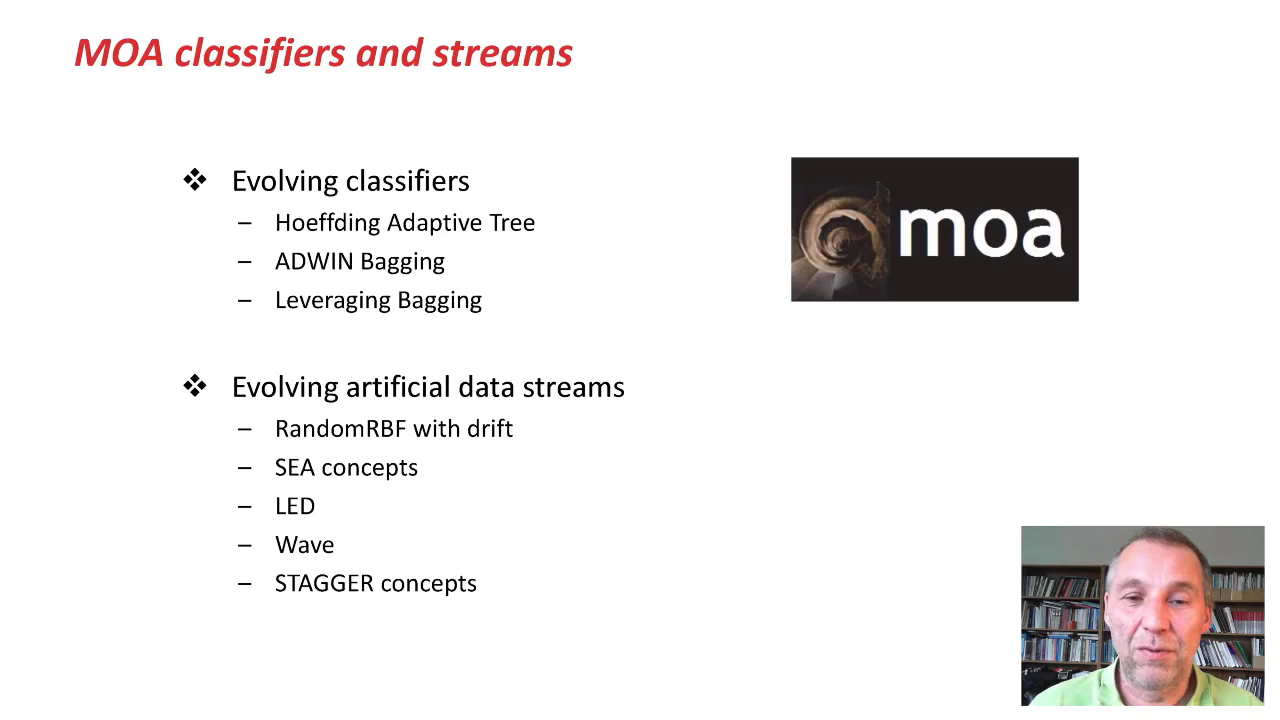 MOA classifiers and streams
❖ Evolving classifiers
– Hoeffding Adaptive Tree
– ADWIN Bagging
– Leveraging Bagging
moa
❖ Evolving artificial data streams
– RandomRBF with drift
– SEA concepts
– LED
– Wave
– STAGGER concepts